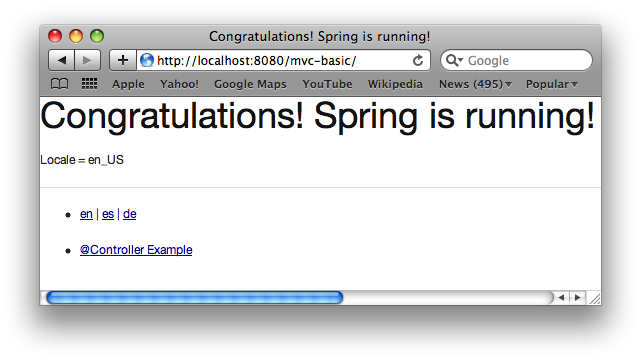 Congratulations! Spring is running!
http://localhost:8080/mvc-basic/
Google
Apple Yahoo! Google Maps YouTube Wikipedia News (495) Popular
Congratulations! Spring is running!
Locale = en_US
en | es | de
@Controller Example